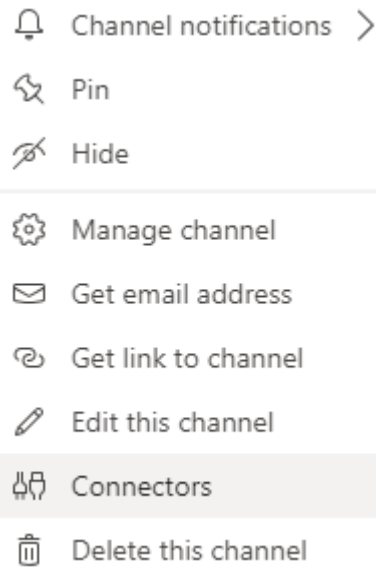 Channel notifications
Pin
Hide
Manage channel
Get email address
Get link to channel
Edit this channel
Connectors
Delete this channel